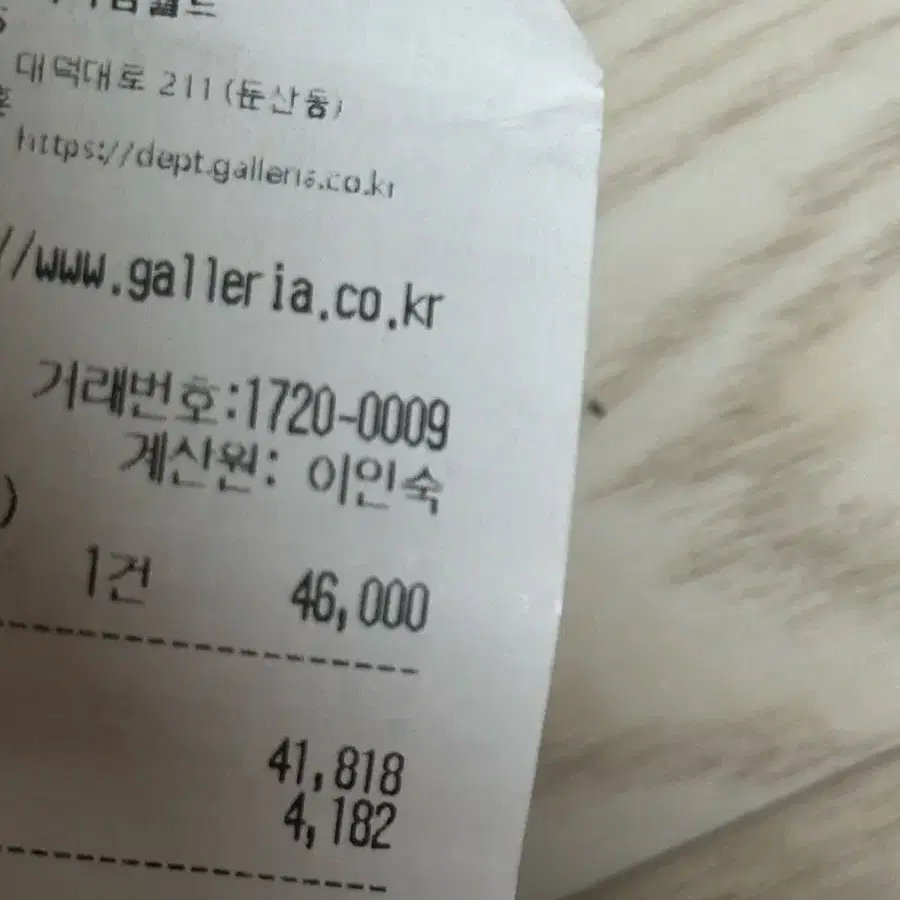 대덕대로 211(둔산동)
https://dept.galleria.co.kr
//www.galleria.co.kr
거래번호:1720-0009
계산원: 이인숙
)
1건 46,000
41,818
4,182